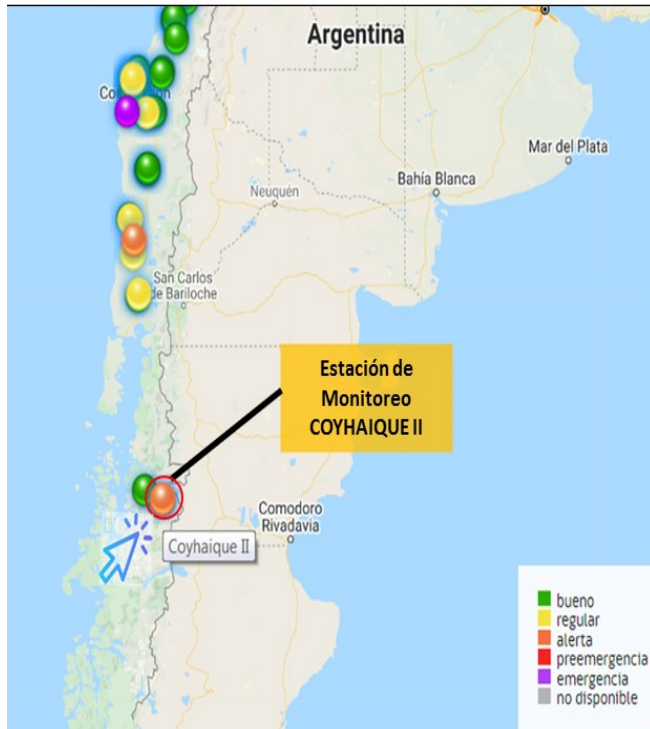 Argentina
Mar del Plata
Bahía Blanca
Neuquén
San Carlos
de Bariloche
Estación de
Monitoreo
COYHAIQUE II
Comodoro
Rivadavia
Coyhaique II
bueno
regular
alerta
preemergencia
emergencia
no disponible